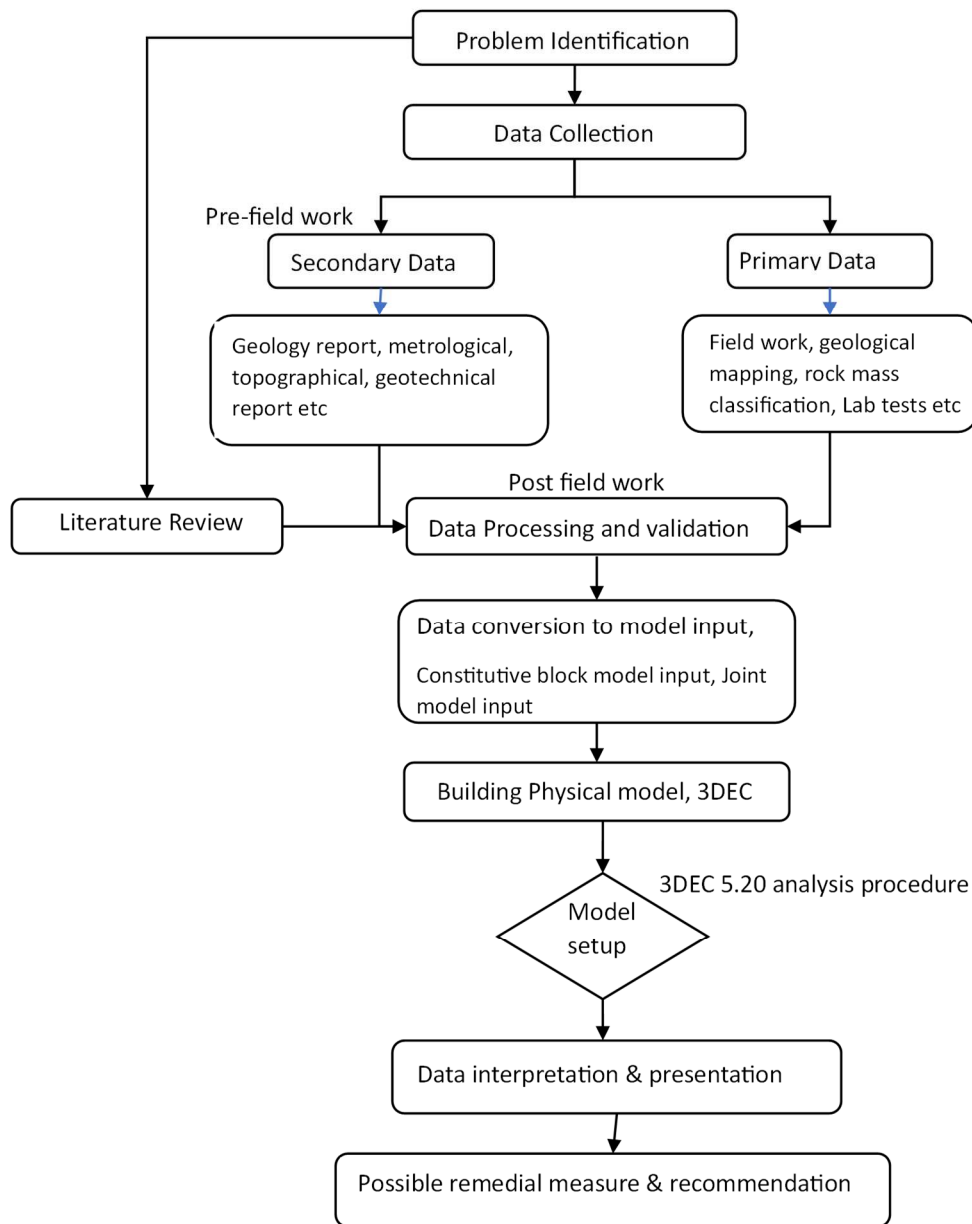 Problem Identification
Data Collection
Pre-field work
Secondary Data
Primary Data
Geology report, metrological,
topographical, geotechnical
report etc
Field work, geological
mapping, rock mass
classification, Lab tests etc
Post field work
Literature Review
Data Processing and validation
Data conversion to model input,
Constitutive block model input, Joint
model input
Building Physical model, 3DEC
3DEC 5.20 analysis procedure
Model
setup
Data interpretation & presentation
Possible remedial measure & recommendation